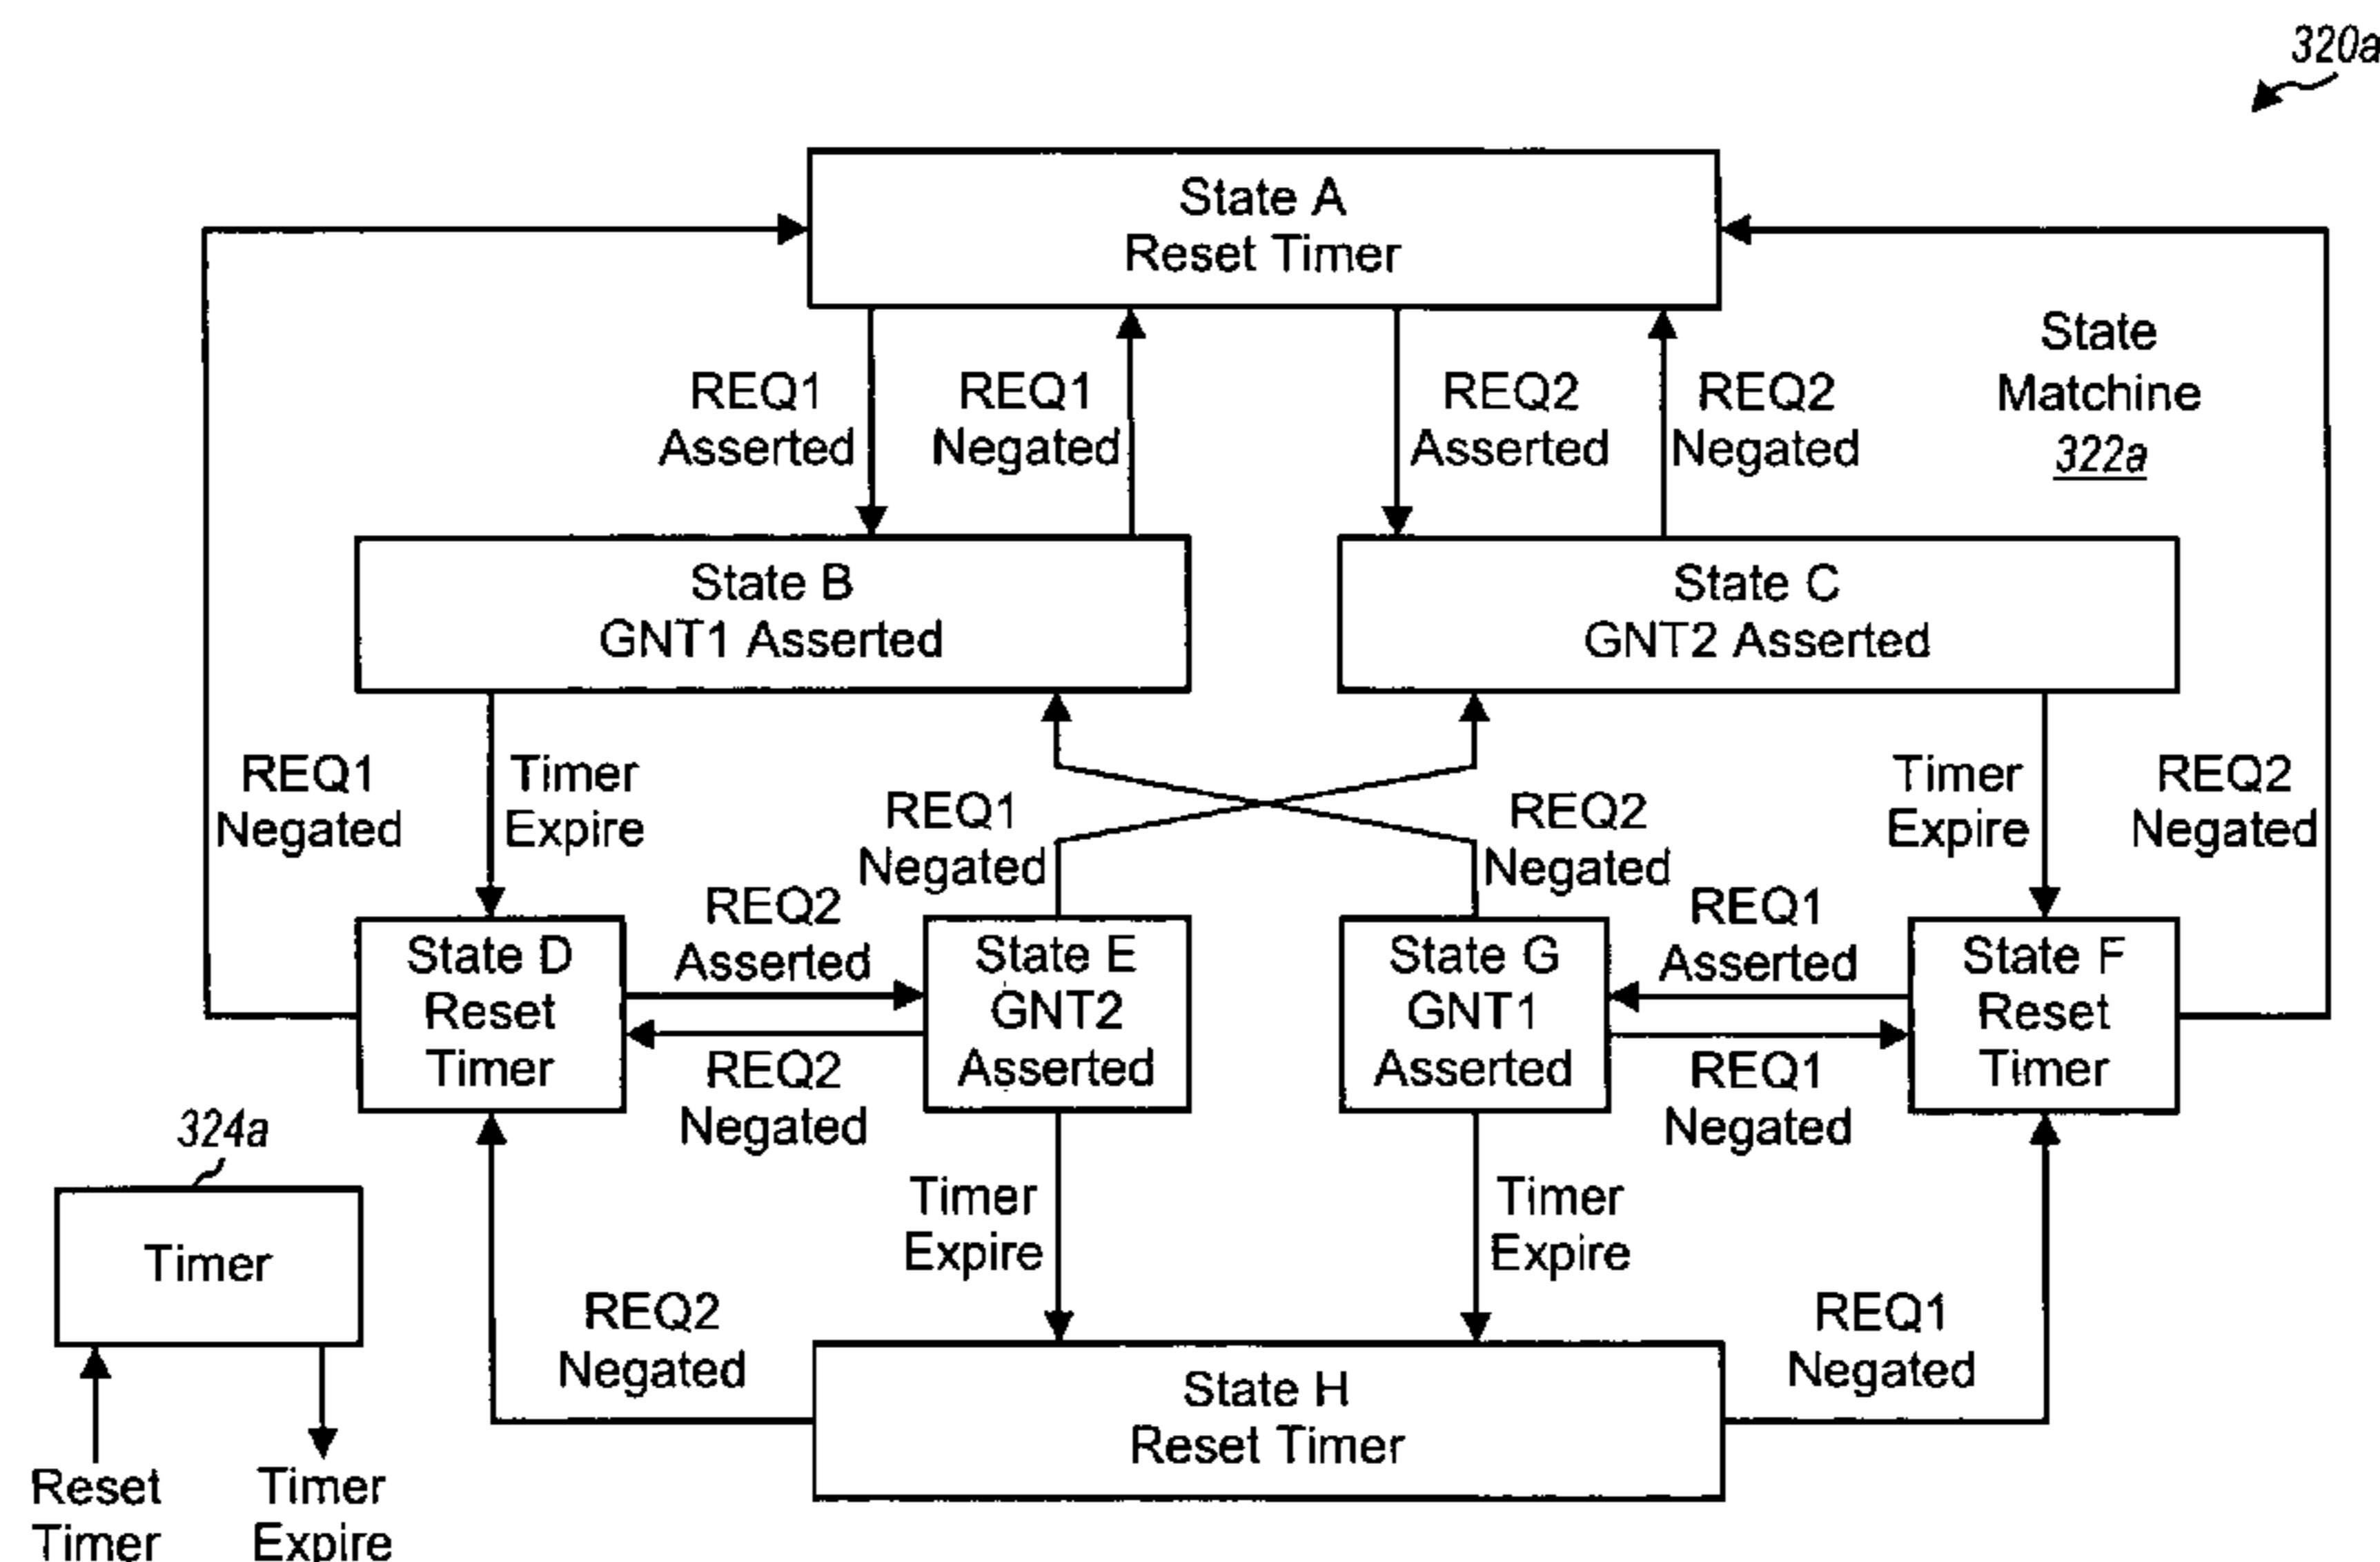 320a
State A
Reset Timer
State
Matchine
322a
REQ1
Asserted
REQ1
Negated
REQ2
Asserted
REQ2
Negated
State B
GNT1 Asserted
State C
GNT2 Asserted
REQ1
Negated
Timer
Expire
REQ1
Negated
REQ2
Negated
Timer
Expire
REQ2
Negated
State D
Reset
Timer
REQ2
Asserted
REQ2
Negated
State E
GNT2
Asserted
State G
GNT1
Asserted
REQ1
Asserted
REQ1
Negated
State F
Reset
Timer
324a
Timer
Reset
Timer
Timer
Expire
REQ2
Negated
Timer
Expire
Timer
Expire
REQ1
Negated
State H
Reset Timer